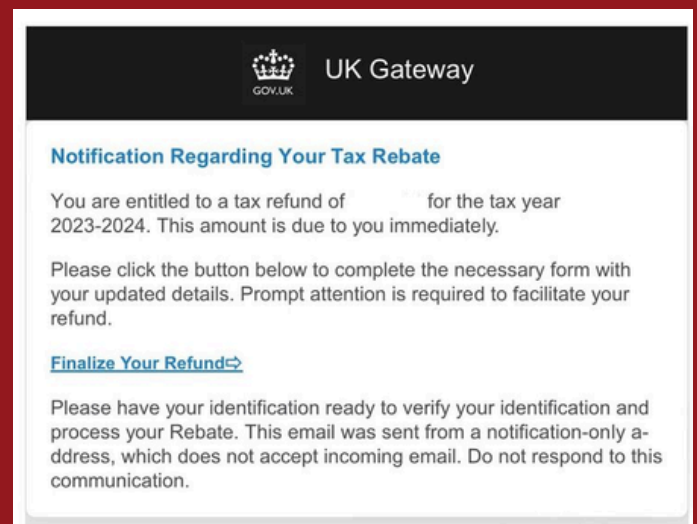 GOV.UK
UK Gateway
Notification Regarding Your Tax Rebate
You are entitled to a tax refund of for the tax year
2023-2024. This amount is due to you immediately.
Please click the button below to complete the necessary form with
your updated details. Prompt attention is required to facilitate your
refund.
Finalize Your Refund⇨
Please have your identification ready to verify your identification and
process your Rebate. This email was sent from a notification-only a-
ddress, which does not accept incoming email. Do not respond to this
communication.